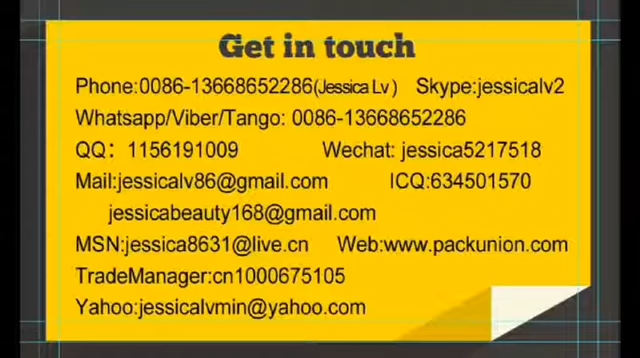 Get in touch
Phone:0086-13668652286(Jessica Lv ) Skype:jessicalv2
Whatsapp/Viber/Tango: 0086-13668652286
QQ： 1156191009 Wechat: jessica5217518
Mail:jessicalv86@gmail.com ICQ:634501570
jessicabeauty168@gmail.com
MSN:jessica8631@live.cn Web:www.packunion.com
TradeManager:cn1000675105
Yahoo:jessicalvmin@yahoo.com